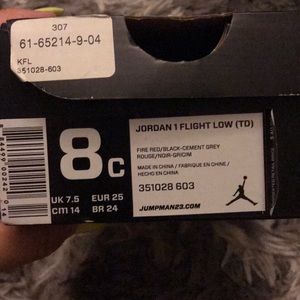 307
61-65214-9-04
KFL
351028-603
8C
UK 7.5 EUR 25
CM 14 BR 24
JORDAN 1 FLIGHT LOW (TD)
FIRE RED/BLACK-CEMENT GREY
ROUGE/NOIR-GRICIM
MADE IN CHINA / FABRIQUE EN CHINE /
HECHO EN CHINA
351028 603
JUMPMAN23.COM